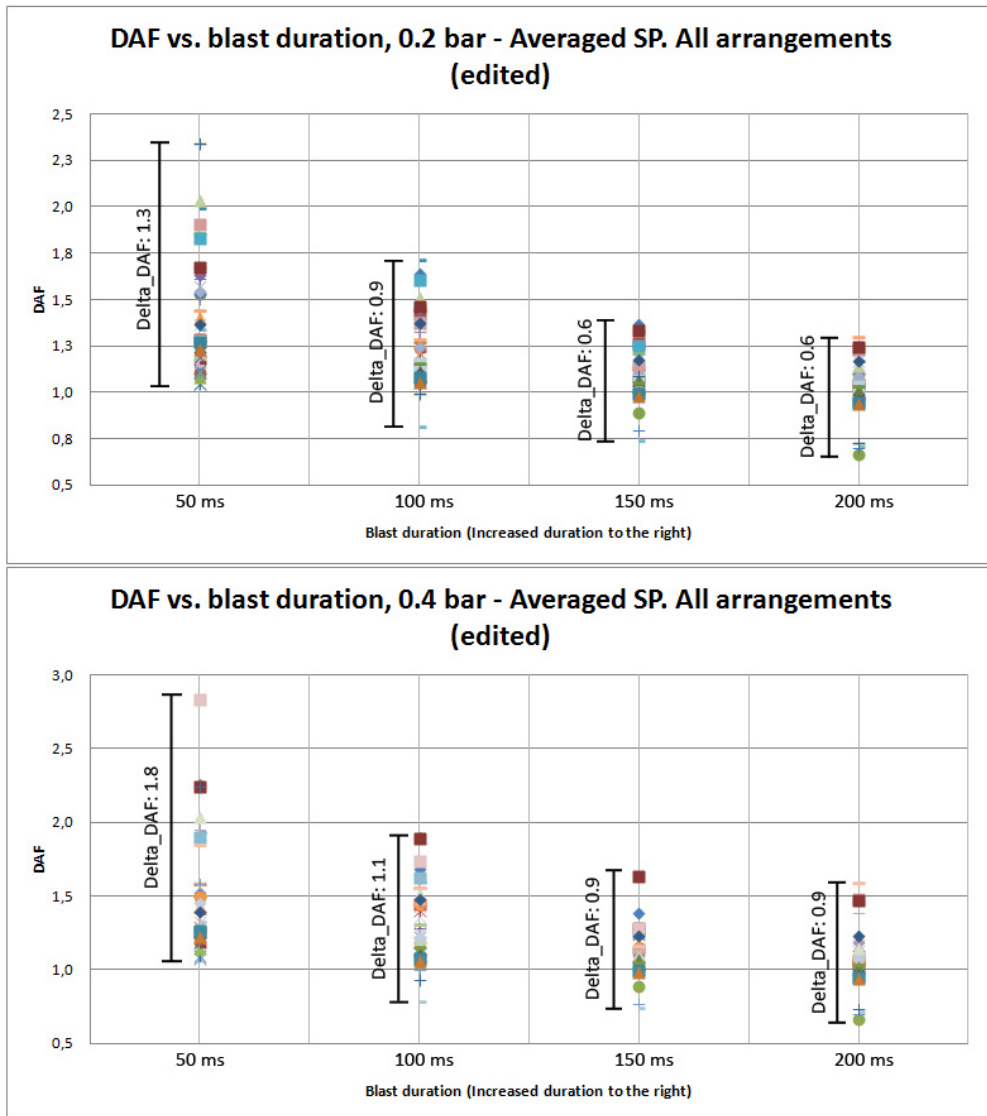 DAF vs. blast duration, 0.2 bar - Averaged SP. All arrangements
(edited)
2,5
2,3
2,0
1,8
1,5
1,3
1,0
0,8
0,5
DAF
Delta_DAF: 1.3
Delta_DAF: 0.9
Delta_DAF: 0.6
Delta_DAF: 0.6
50 ms
100 ms
150 ms
200 ms
Blast duration (Increased duration to the right)
DAF vs. blast duration, 0.4 bar - Averaged SP. All arrangements
(edited)
3,0
2,5
2,0
1,5
1,0
0,5
DAF
Delta_DAF: 1.8
Delta_DAF: 1.1
Delta_DAF: 0.9
Delta_DAF: 0.9
50 ms
100 ms
150 ms
200 ms
Blast duration (Increased duration to the right)